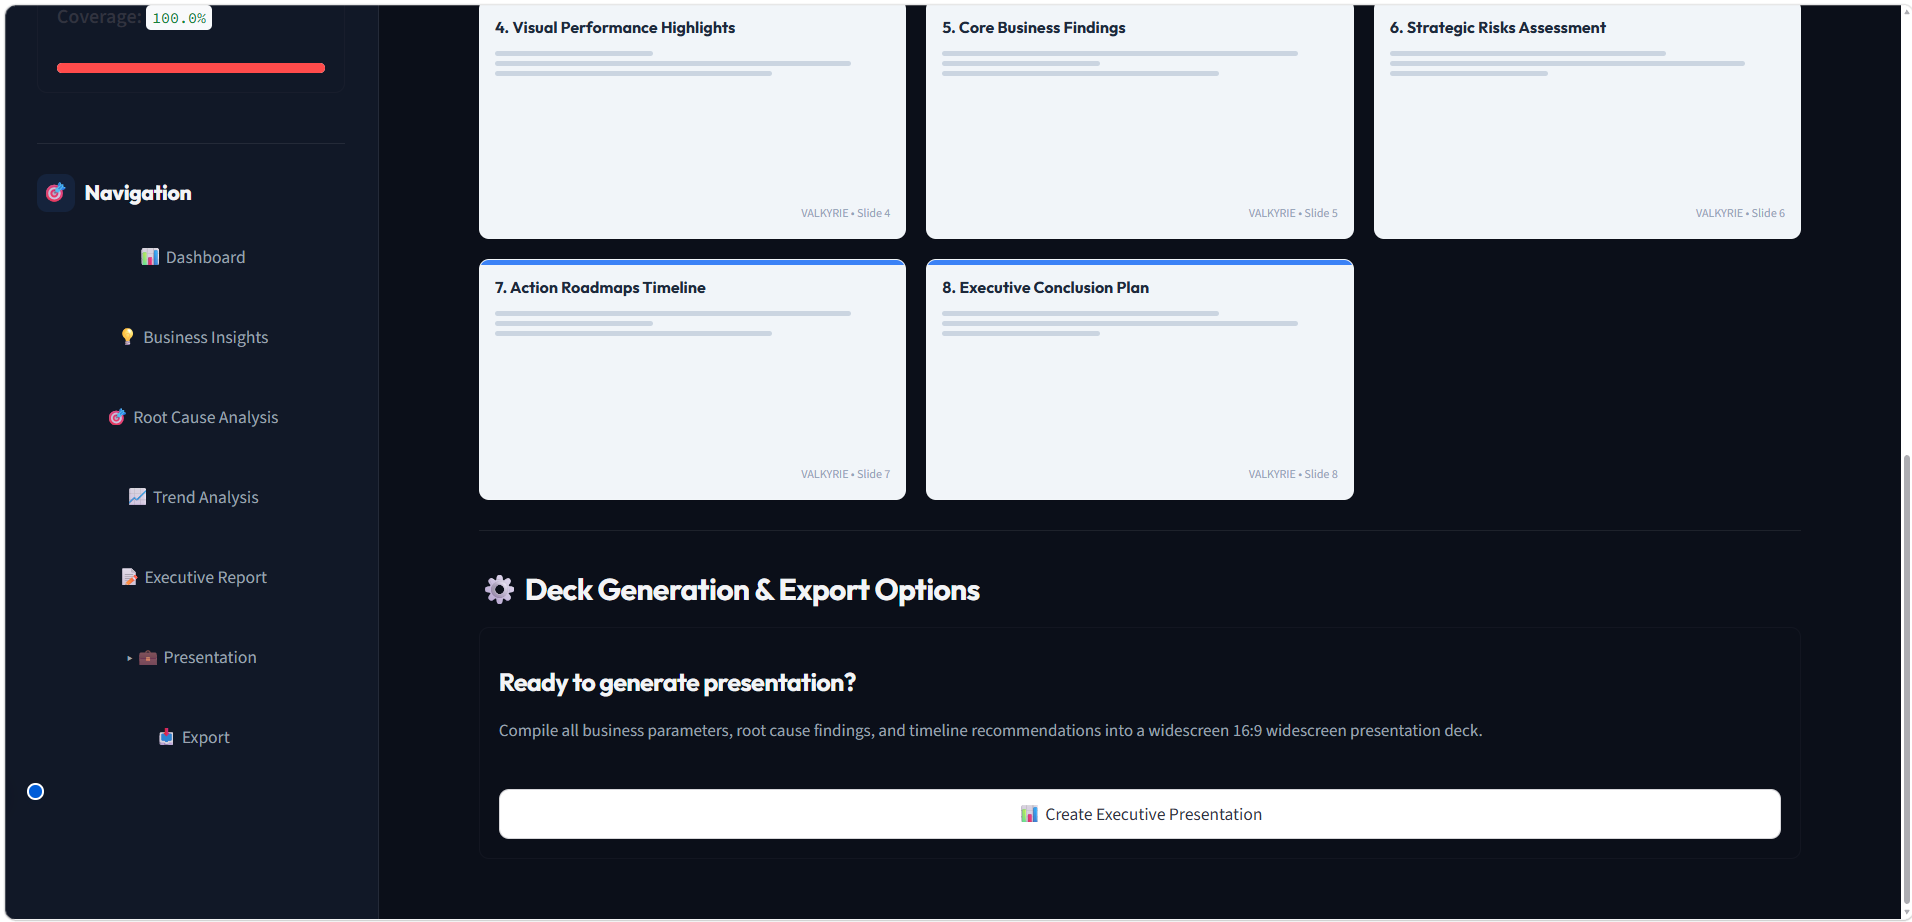 Coverage: 100.0%
Navigation
Dashboard
Business Insights
Root Cause Analysis
Trend Analysis
Executive Report
Presentation
Export
4. Visual Performance Highlights
VALKYRIE • Slide 4
5. Core Business Findings
VALKYRIE • Slide 5
6. Strategic Risks Assessment
VALKYRIE • Slide 6
7. Action Roadmaps Timeline
VALKYRIE • Slide 7
8. Executive Conclusion Plan
VALKYRIE • Slide 8
Deck Generation & Export Options
Ready to generate presentation?
Compile all business parameters, root cause findings, and timeline recommendations into a widescreen 16:9 widescreen presentation deck.
Create Executive Presentation